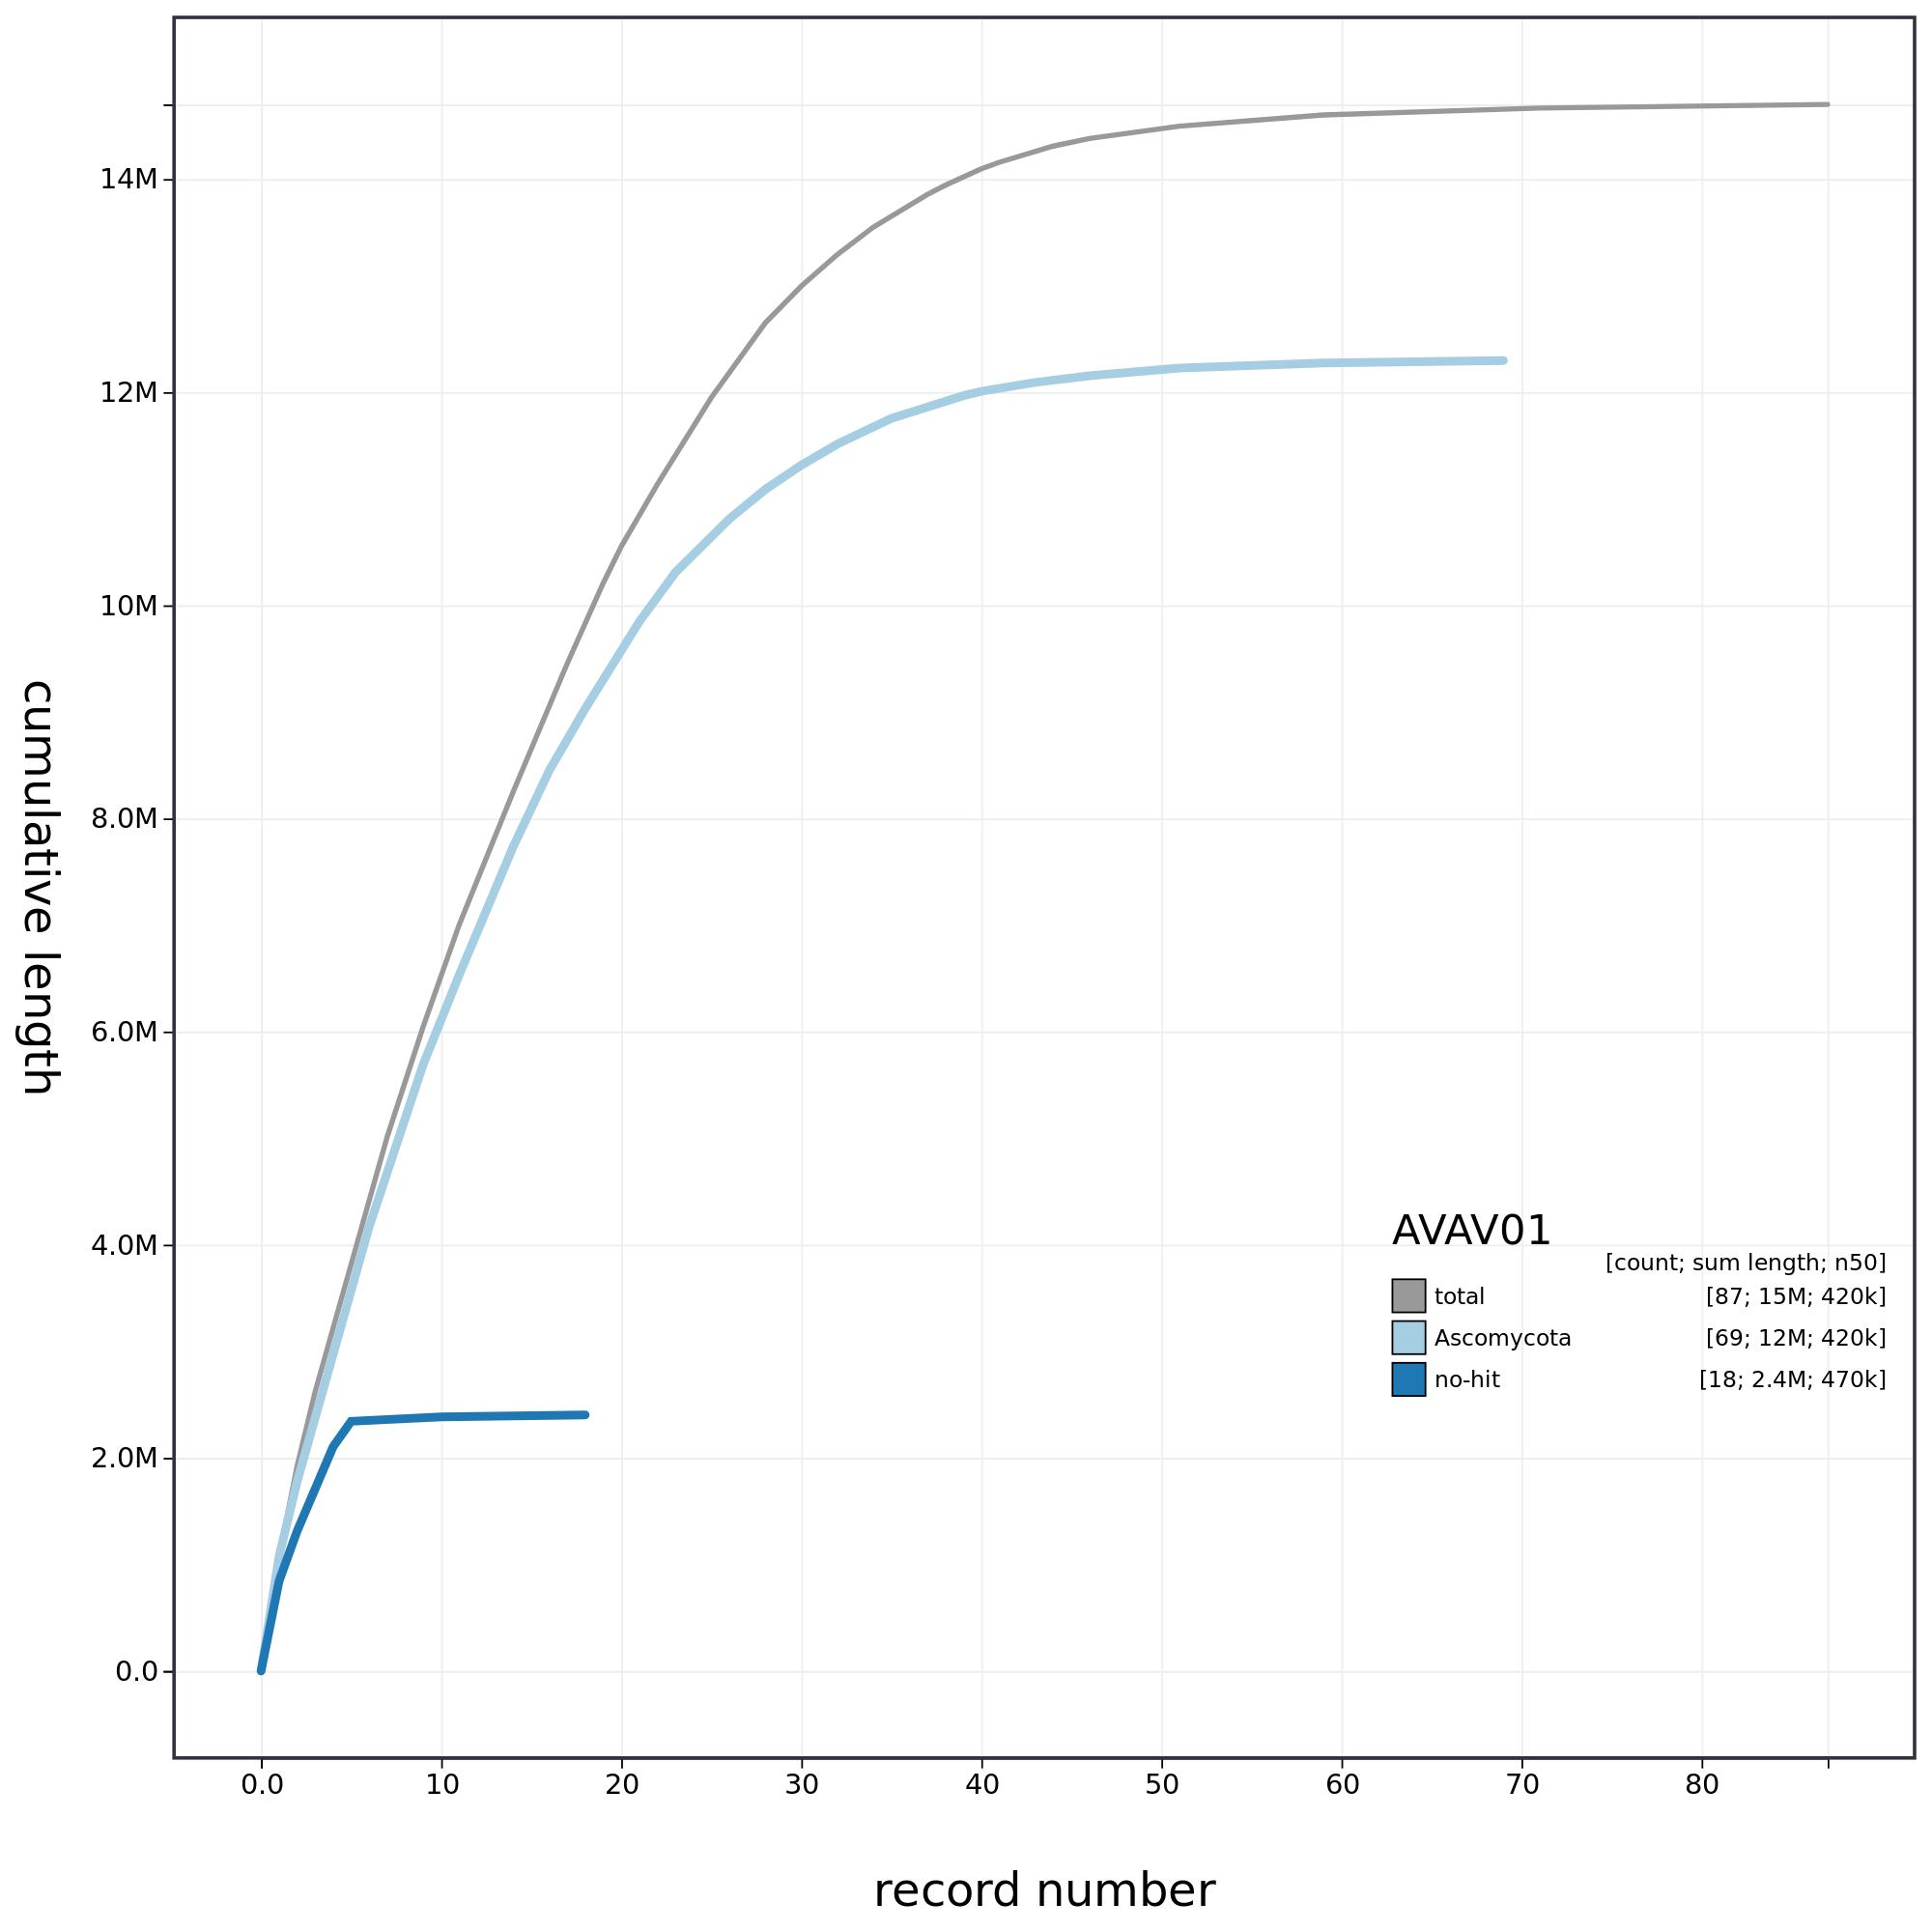 cumulative length
14M
12M
10M
8.0M
6.0M
4.0M
2.0M
0.0
AVAV01
[count; sum length; n50]
total [87; 15M; 420k]
Ascomycota [69; 12M; 420k]
no-hit [18; 2.4M; 470k]
0.0 10 20 30 40 50 60 70 80
record number